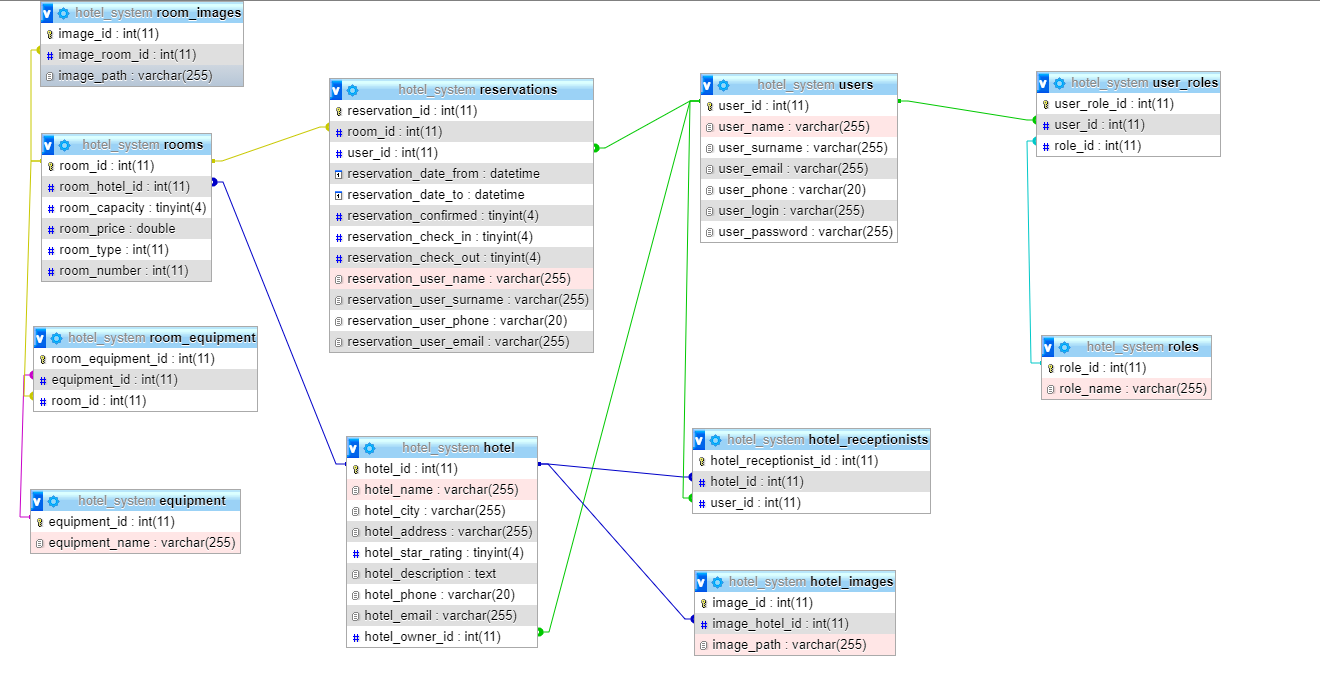 hotel_system room_images
image_id : int(11)
image_room_id : int(11)
image_path : varchar(255)
hotel_system rooms
room_id : int(11)
room_hotel_id : int(11)
room_capacity : tinyint(4)
room_price : double
room_type : int(11)
room_number : int(11)
hotel_system room_equipment
room_equipment_id : int(11)
equipment_id : int(11)
room_id : int(11)
hotel_system equipment
equipment_id : int(11)
equipment_name : varchar(255)
hotel_system reservations
reservation_id : int(11)
room_id : int(11)
user_id : int(11)
reservation_date_from : datetime
reservation_date_to : datetime
reservation_confirmed : tinyint(4)
reservation_check_in : tinyint(4)
reservation_check_out : tinyint(4)
reservation_user_name : varchar(255)
reservation_user_surname : varchar(255)
reservation_user_phone : varchar(20)
reservation_user_email : varchar(255)
hotel_system hotel
hotel_id : int(11)
hotel_name : varchar(255)
hotel_city : varchar(255)
hotel_address : varchar(255)
hotel_star_rating : tinyint(4)
hotel_description : text
hotel_phone : varchar(20)
hotel_email : varchar(255)
hotel_owner_id : int(11)
hotel_system users
user_id : int(11)
user_name : varchar(255)
user_surname : varchar(255)
user_email : varchar(255)
user_phone : varchar(20)
user_login : varchar(255)
user_password : varchar(255)
hotel_system hotel_receptionists
hotel_receptionist_id : int(11)
hotel_id : int(11)
user_id : int(11)
hotel_system hotel_images
image_id : int(11)
image_hotel_id : int(11)
image_path : varchar(255)
hotel_system user_roles
user_role_id : int(11)
user_id : int(11)
role_id : int(11)
hotel_system roles
role_id : int(11)
role_name : varchar(255)